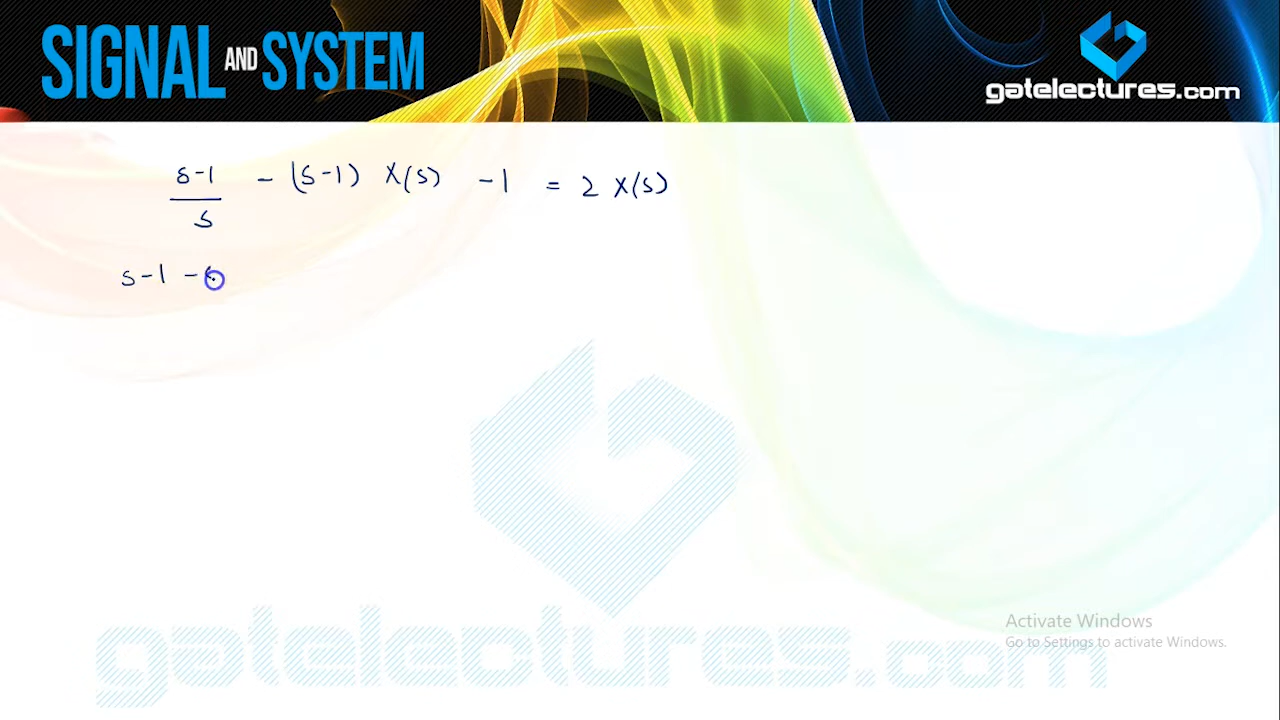 SIGNAL AND SYSTEM
gatelectures.com
s-1
s
- (s-1) X(s) -1 = 2 X(s)
s-1 -
gatelectures.com
Activate Windows
Go to Settings to activate Windows.